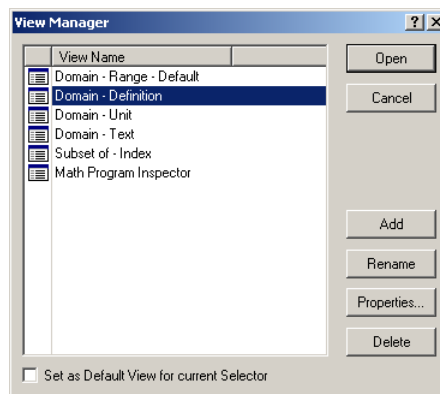 View Manager
View Name
Domain - Range - Default
Domain - Definition
Domain - Unit
Domain - Text
Subset of - Index
Math Program Inspector
Open
Cancel
Add
Rename
Properties...
Delete
Set as Default View for current Selector